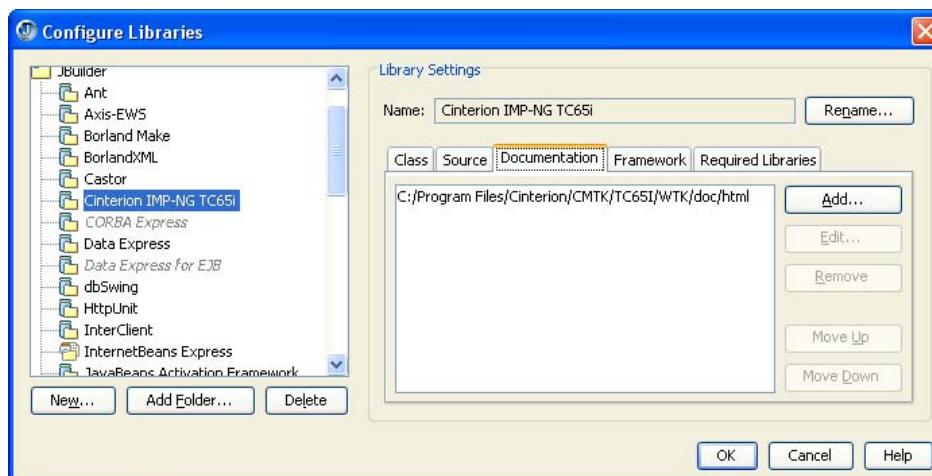 Configure Libraries
JBuilder
Ant
Axis-EWS
Borland Make
BorlandXML
Castor
Cinterion IMP-NG TC65i
CORBA Express
Data Express
Data Express for EJB
dbSwing
HttpUnit
InterClient
InternetBeans Express
JavaBeans Activation Framework
New...
Add Folder...
Delete
Library Settings
Name: Cinterion IMP-NG TC65i Rename...
Class Source Documentation Framework Required Libraries
C:/Program Files/Cinterion/CMTK/TC65I/WTK/doc/html
Add...
Edit...
Remove
Move Up
Move Down
OK Cancel Help